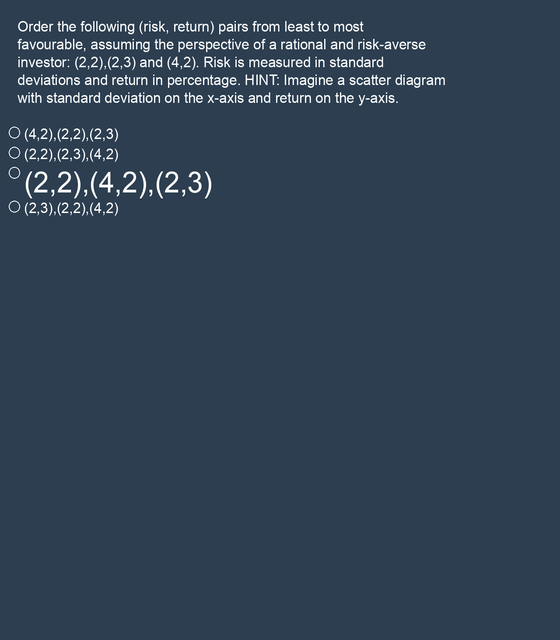 Order the following (risk, return) pairs from least to most
favourable, assuming the perspective of a rational and risk-averse
investor: (2,2),(2,3) and (4,2). Risk is measured in standard
deviations and return in percentage. HINT: Imagine a scatter diagram
with standard deviation on the x-axis and return on the y-axis.
(4,2),(2,2),(2,3)
(2,2),(2,3),(4,2)
(2,2),(4,2),(2,3)
(2,3),(2,2),(4,2)